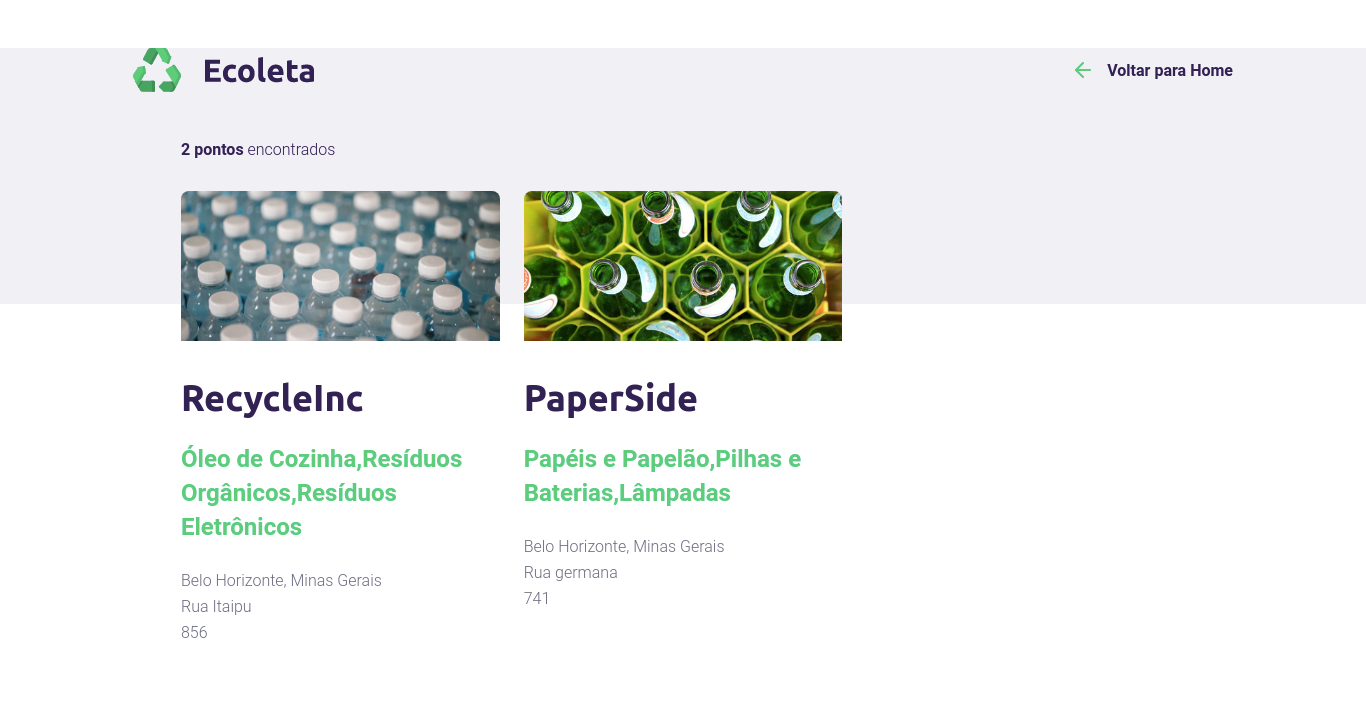 Ecoleta
Voltar para Home
2 pontos encontrados
RecycleInc
Óleo de Cozinha,Resíduos
Orgânicos,Resíduos
Eletrônicos
Belo Horizonte, Minas Gerais
Rua Itaipu
856
PaperSide
Papéis e Papelão,Pilhas e
Baterias,Lâmpadas
Belo Horizonte, Minas Gerais
Rua germana
741